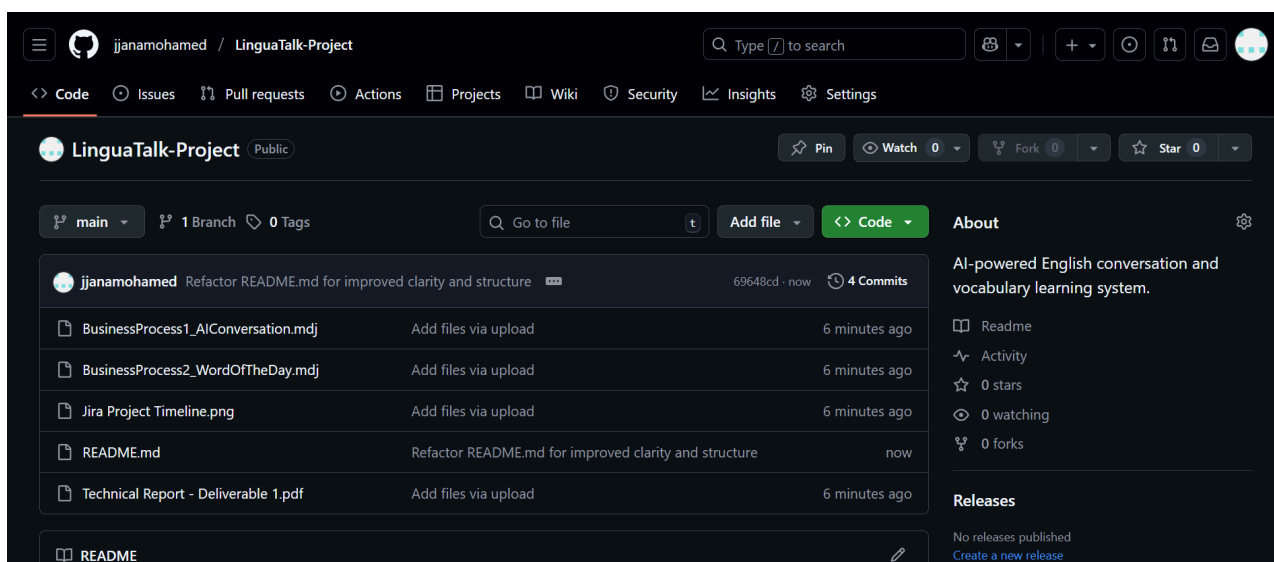 jjanamohamed / LinguaTalk-Project
Type / to search
Code Issues Pull requests Actions Projects Wiki Security Insights Settings
LinguaTalk-Project Public
Pin Watch 0 Fork 0 Star 0
main 1 Branch 0 Tags Go to file t Add file Code
jjanamohamed Refactor README.md for improved clarity and structure 69648cd · now 4 Commits
BusinessProcess1_AIConversation.mdj Add files via upload 6 minutes ago
BusinessProcess2_WordOfTheDay.mdj Add files via upload 6 minutes ago
Jira Project Timeline.png Add files via upload 6 minutes ago
README.md Refactor README.md for improved clarity and structure now
Technical Report - Deliverable 1.pdf Add files via upload 6 minutes ago
README
About
AI-powered English conversation and
vocabulary learning system.
Readme
Activity
0 stars
0 watching
0 forks
Releases
No releases published
Create a new release